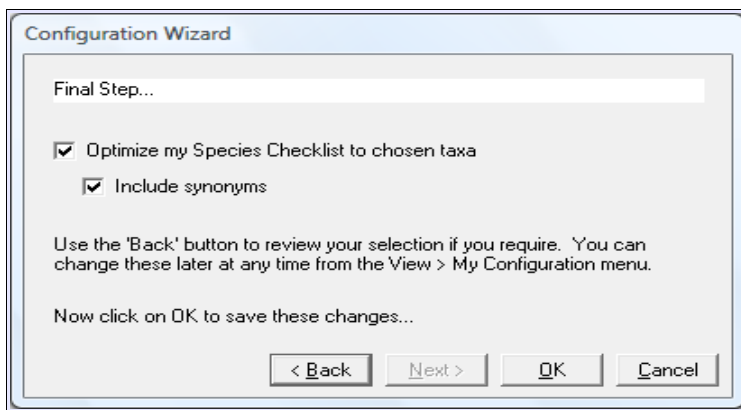 Configuration Wizard
Final Step...
Optimize my Species Checklist to chosen taxa
Include synonyms
Use the 'Back' button to review your selection if you require.  You can
change these later at any time from the View > My Configuration menu.
Now click on OK to save these changes...
< Back Next > OK Cancel